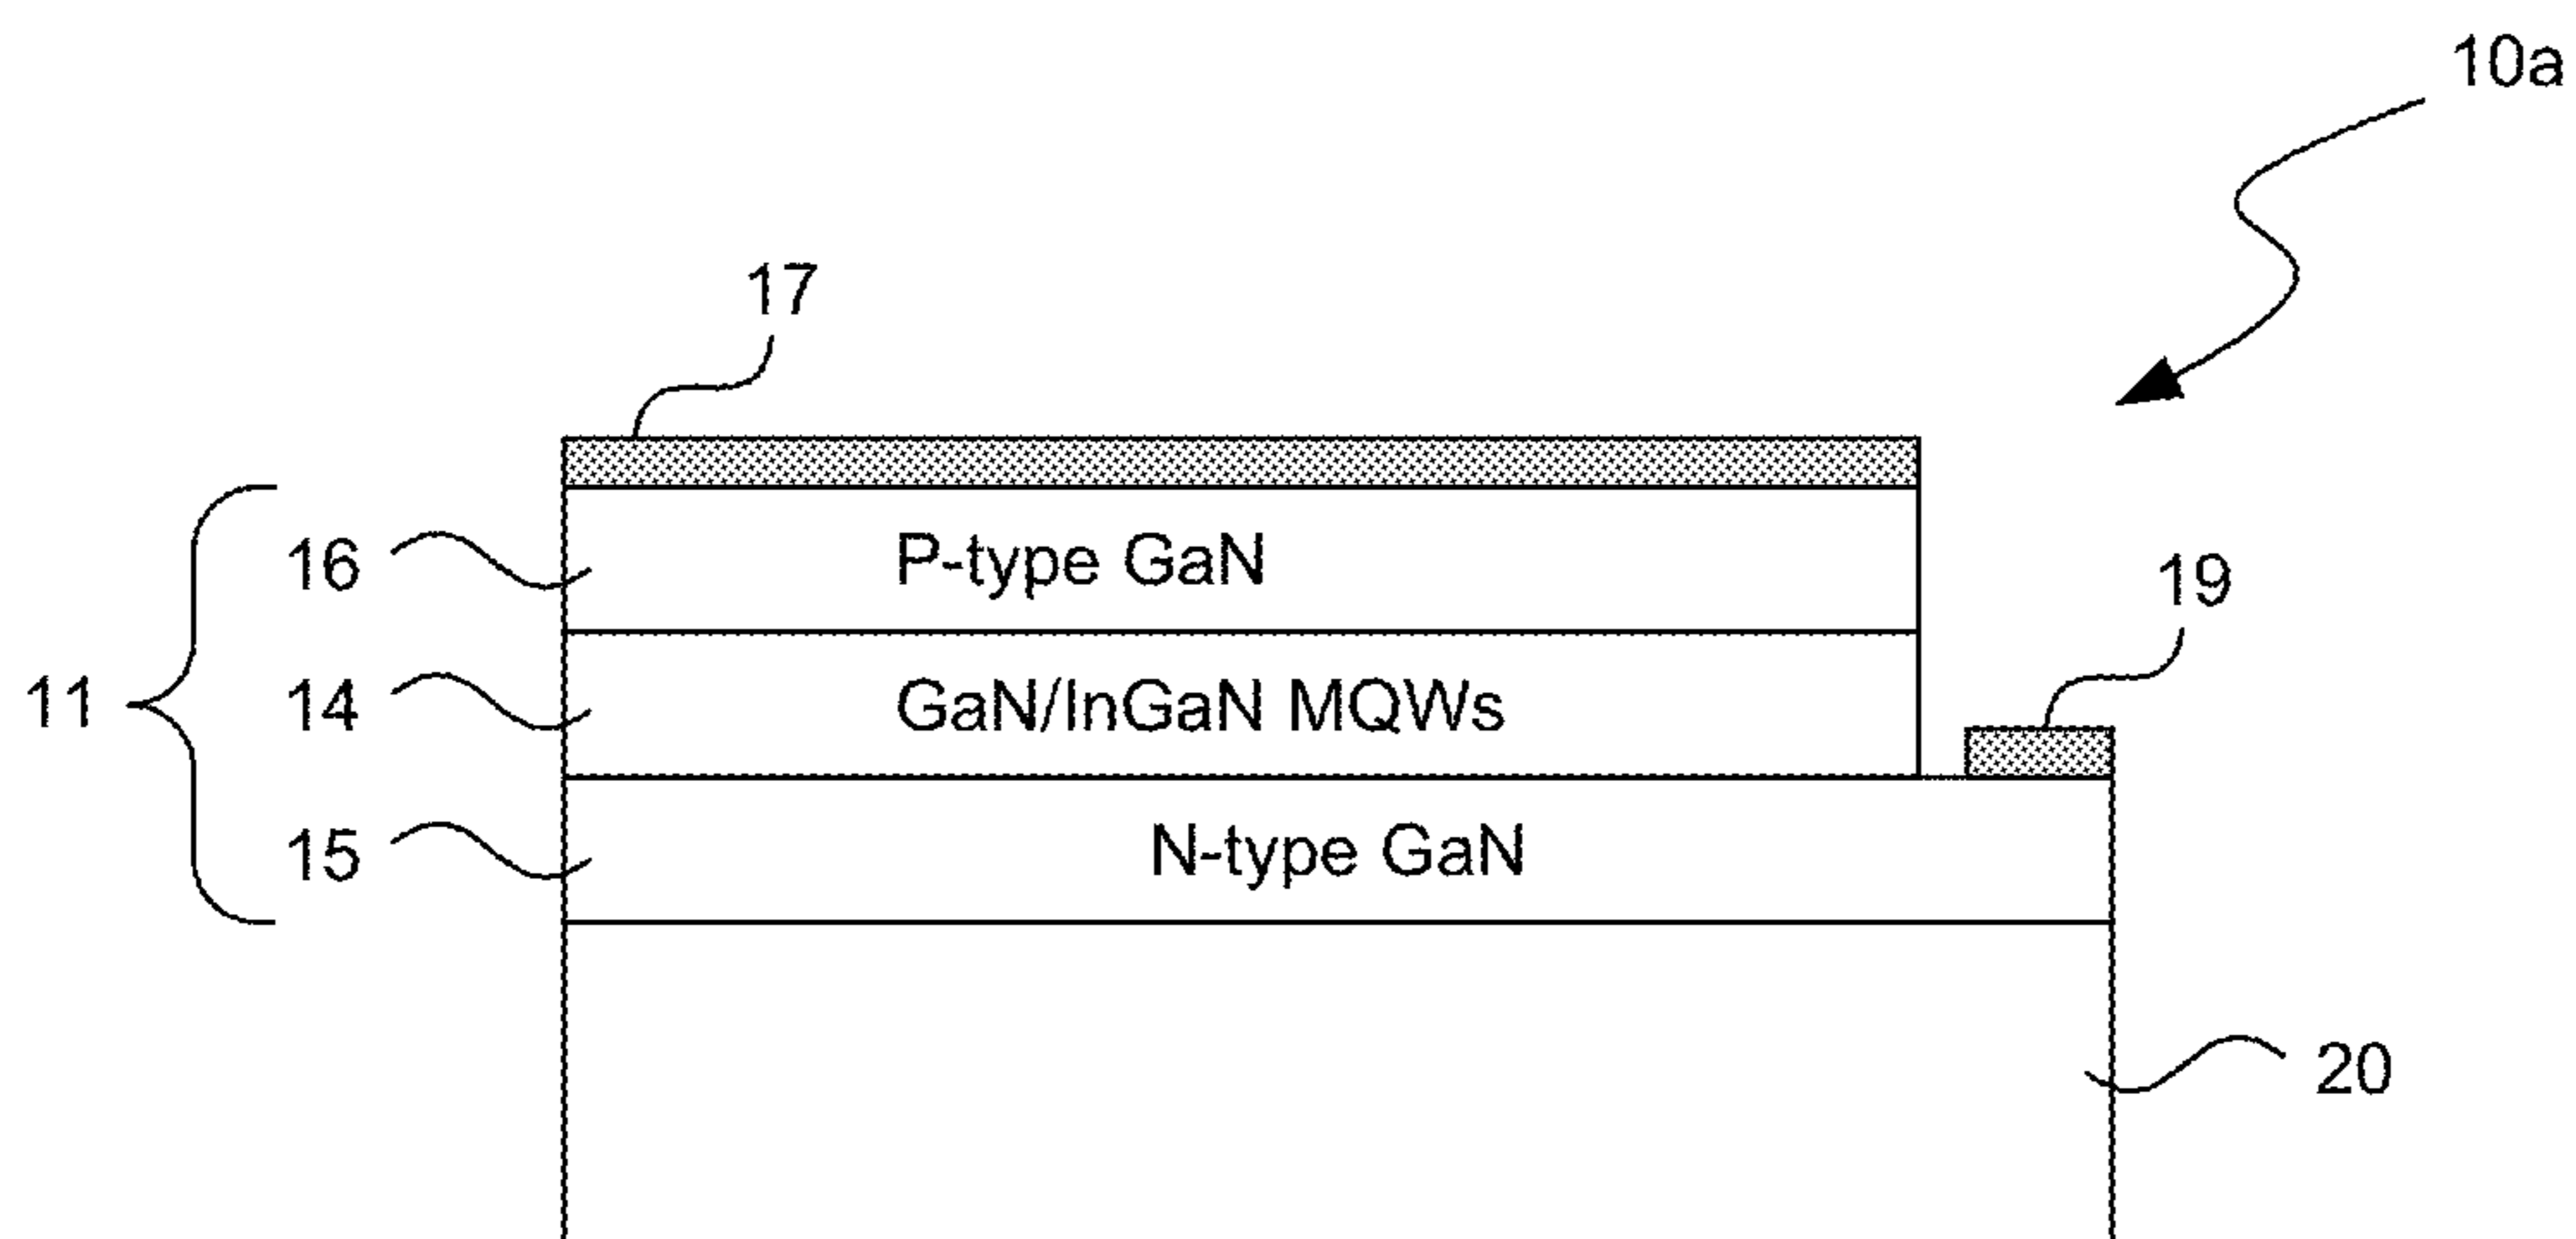 10a
17
16 P-type GaN
19
11 14 GaN/InGaN MQWs
15 N-type GaN
20